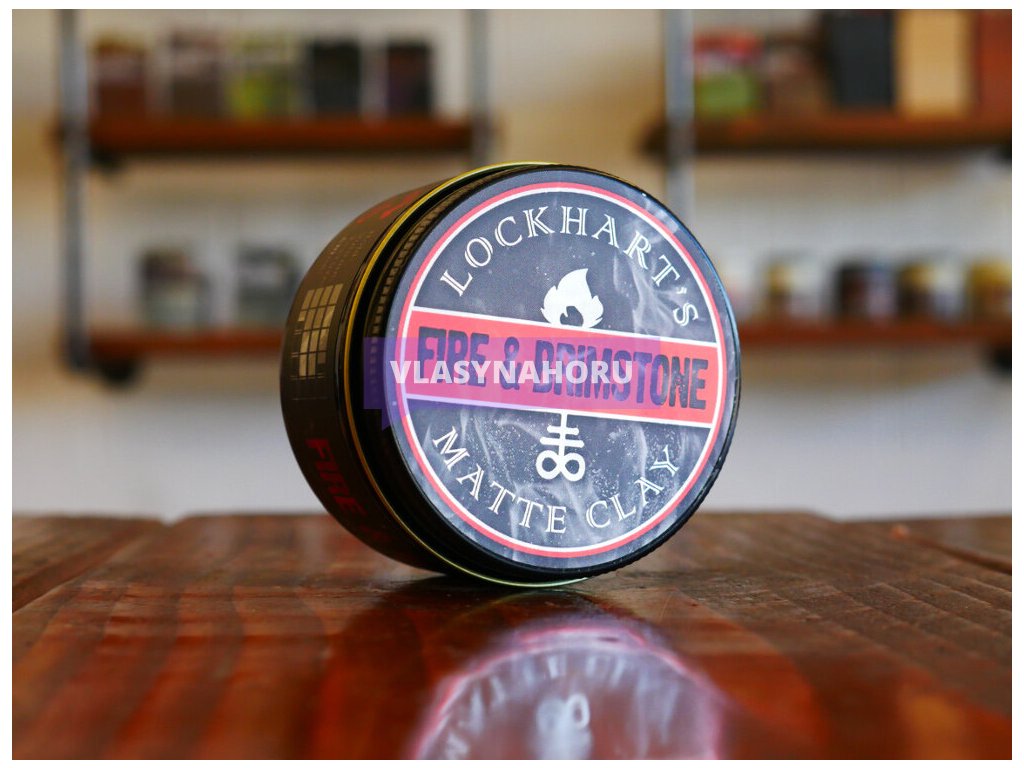 LOCKHART'S
FIRE & BRIMSTONE
VLASYNAHORU
MATTE CLAY
FIRE